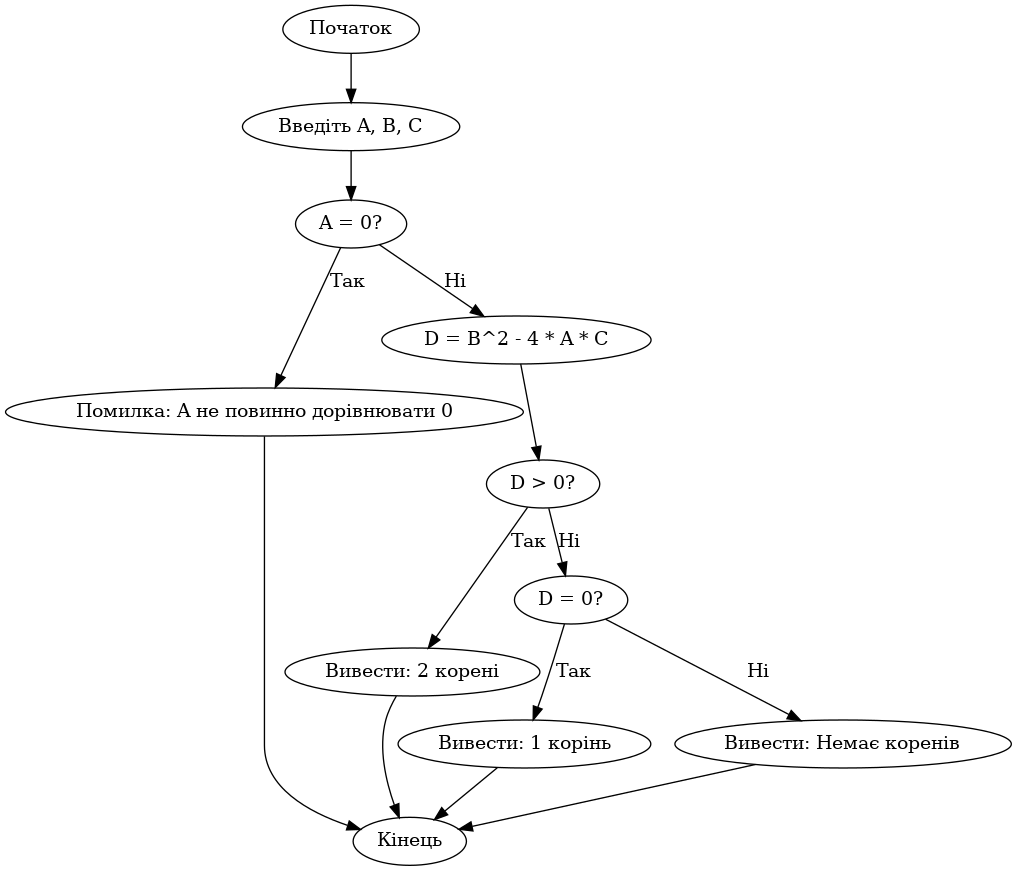 Початок
Введіть A, B, C
A = 0?
Так
Ні
D = B^2 - 4 * A * C
Помилка: A не повинно дорівнювати 0
D > 0?
Так
Ні
D = 0?
Вивести: 2 корені
Так
Ні
Вивести: 1 корінь
Вивести: Немає коренів
Кінець